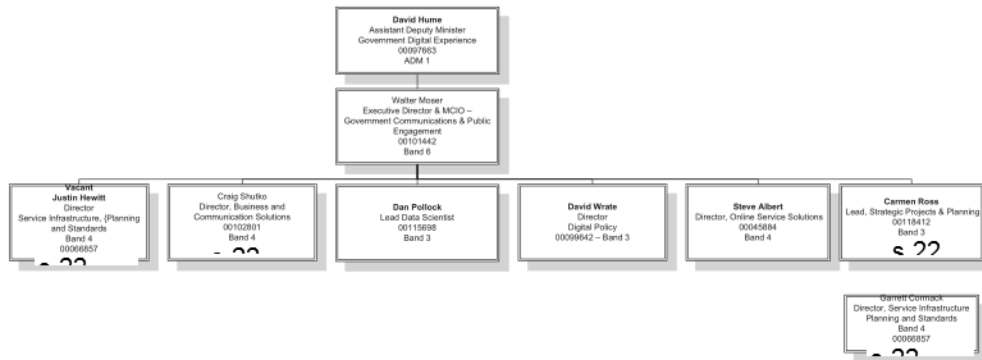 David Hume
Assistant Deputy Minister
Government Digital Experience
00097663
ADM 1
Walter Moser
Executive Director & MCIO –
Government Communications & Public
Engagement
00101442
Band 6
Vacant
Justin Hewitt
Director
Service Infrastructure, {Planning
and Standards
Band 4
00066857
s.22
Craig Shutko
Director, Business and
Communication Solutions
00102801
Band 4
s.22
Dan Pollock
Lead Data Scientist
00115698
Band 3
David Wrate
Director
Digital Policy
00099642 – Band 3
Steve Albert
Director, Online Service Solutions
00045884
Band 4
Carmen Ross
Lead, Strategic Projects & Planning
00118412
Band 3
s.22
Garrett Cormack
Director, Service Infrastructure
Planning and Standards
Band 4
00066857
s.22